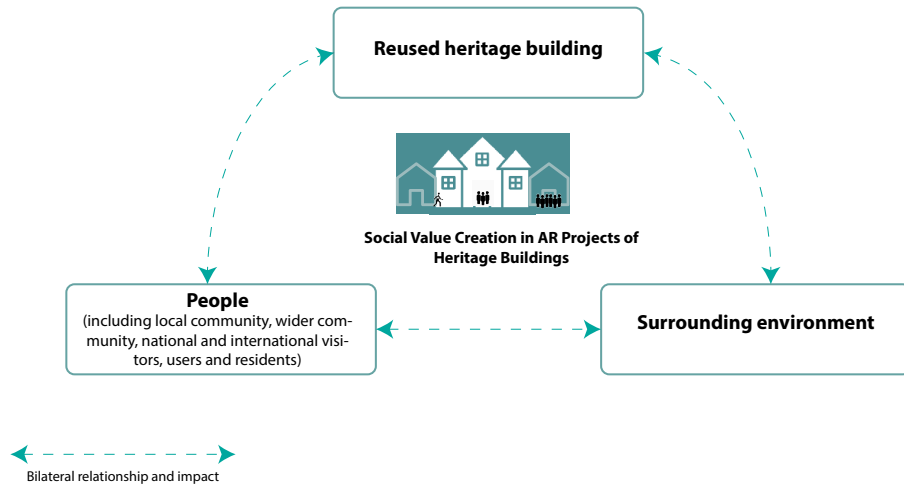 Reused heritage building
Social Value Creation in AR Projects of
Heritage Buildings
People
(including local community, wider com-
munity, national and international visi-
tors, users and residents)
Surrounding environment
Bilateral relationship and impact